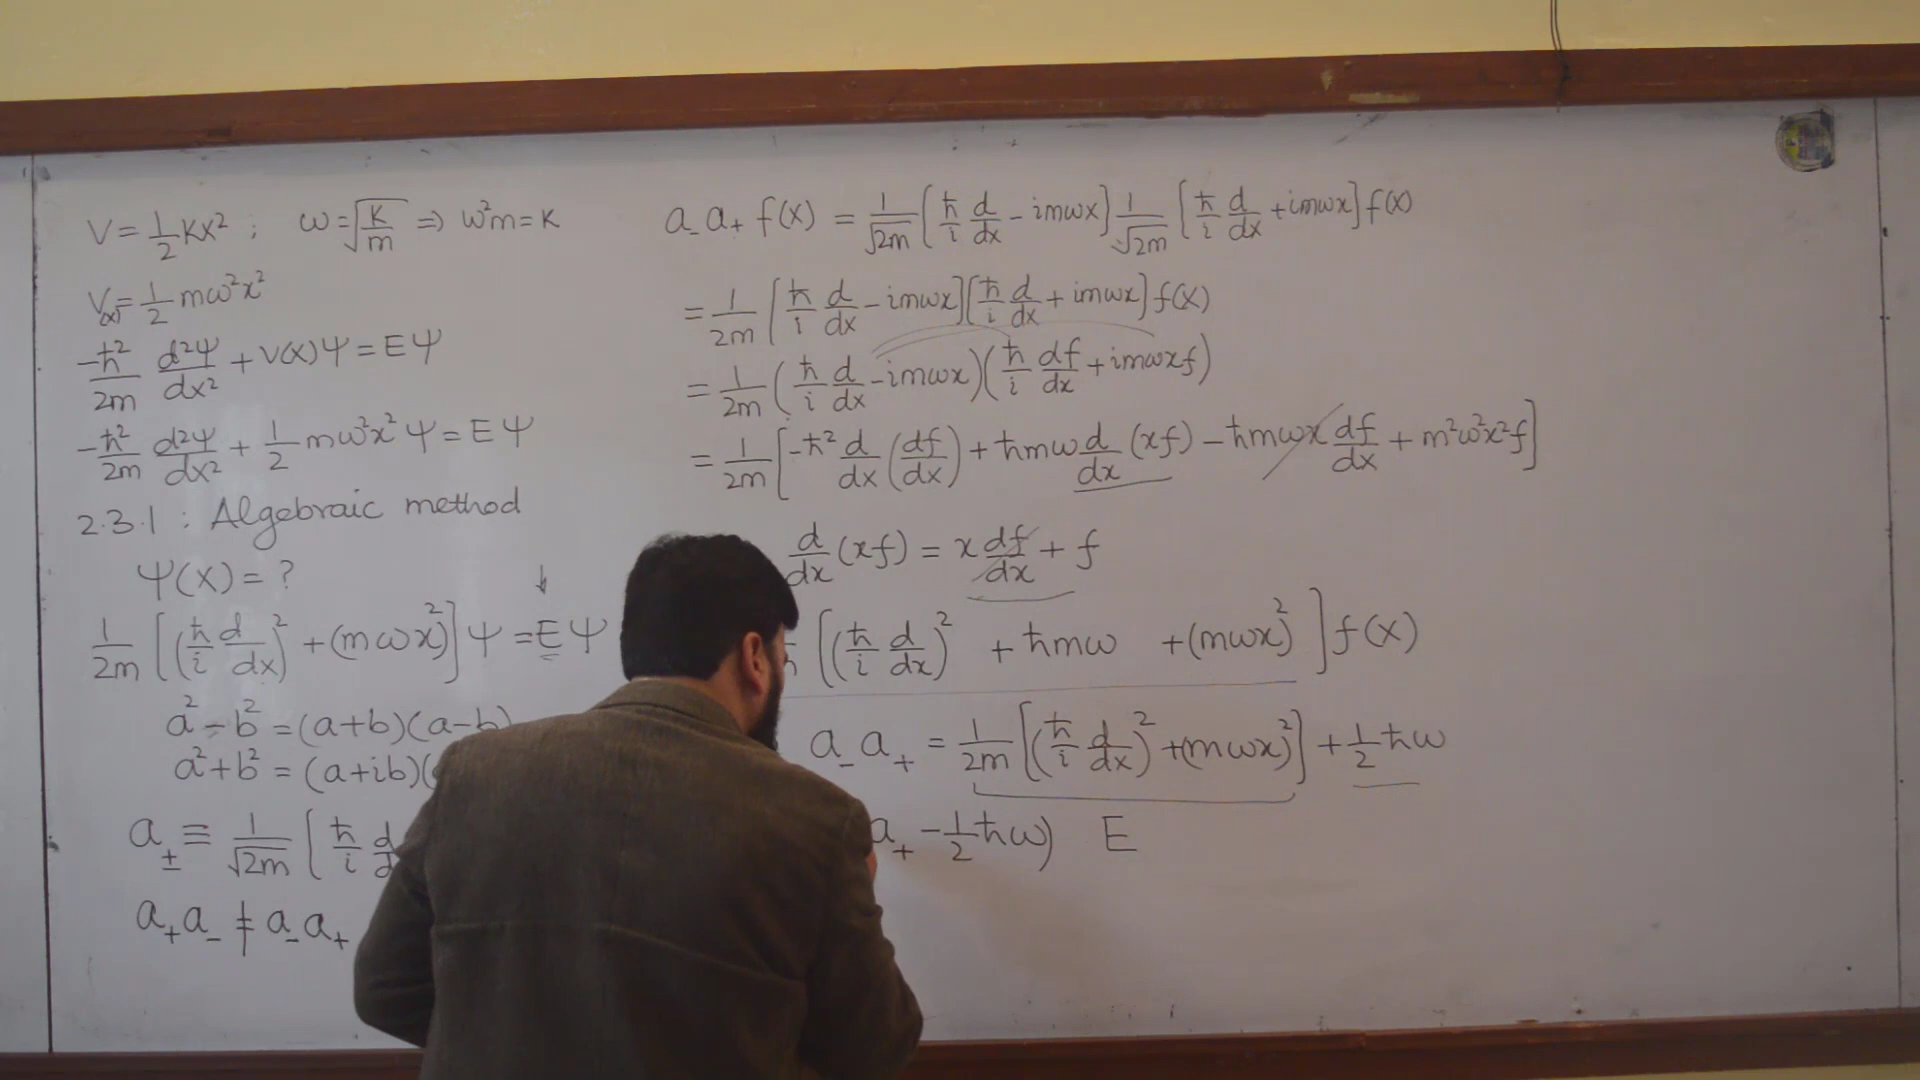 V = 1/2 Kx² ; ω = √(K/m) ⇒ ω²m = K
V(x) = 1/2 mω²x²
-ħ²/2m d²Ψ/dx² + V(x)Ψ = EΨ
-ħ²/2m d²Ψ/dx² + 1/2 mω²x²Ψ = EΨ
2.3.1 : Algebraic method
Ψ(x) = ?
1/2m [(ħ/i d/dx)² + (mωx)²]Ψ = EΨ
a² - b² = (a+b)(a-b)
a² + b² = (a+ib)(
a± ≡ 1/√2m [ħ/i d/
a₊a₋ ≠ a₋a₊
a₋a₊ f(x) = 1/√2m [ħ/i d/dx - imωx] 1/√2m [ħ/i d/dx + imωx] f(x)
= 1/2m [ħ/i d/dx - imωx][ħ/i d/dx + imωx] f(x)
= 1/2m (ħ/i d/dx - imωx)(ħ/i df/dx + imωxf)
= 1/2m [-ħ² d/dx (df/dx) + ħmω d/dx (xf) - ħmωx df/dx + m²ω²x²f]
d/dx (xf) = x df/dx + f
[(ħ/i d/dx)² + ħmω + (mωx)²] f(x)
a₋a₊ = 1/2m [(ħ/i d/dx)² + (mωx)²] + 1/2 ħω
a₊ - 1/2 ħω) E